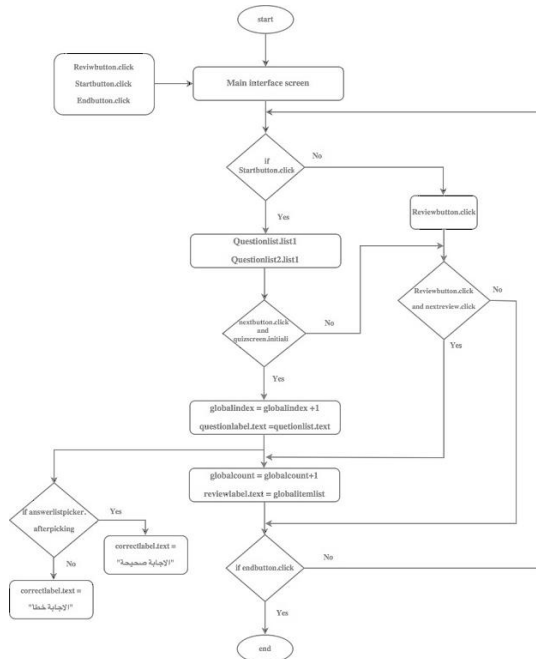 start
Reviwbutton.click
Startbutton.click
Endbutton.click
Main interface screen
if
Startbutton.click
No
Yes
Reviewbutton.click
Questionlist.list1
Questionlist2.list1
Reviewbutton.click
and nextreview.click
No
Yes
nextbutton.click
and
quizscreen.initiali
No
Yes
globalindex = globalindex +1
questionlabel.text =quetionlist.text
globalcount = globalcount+1
reviewlabel.text = globalitemlist
if answerlistpicker.
afterpicking
Yes
correctlabel.text =
"الاجابة صحيحة"
No
correctlabel.text =
"الاجابة خطا"
if endbutton.click
No
Yes
end